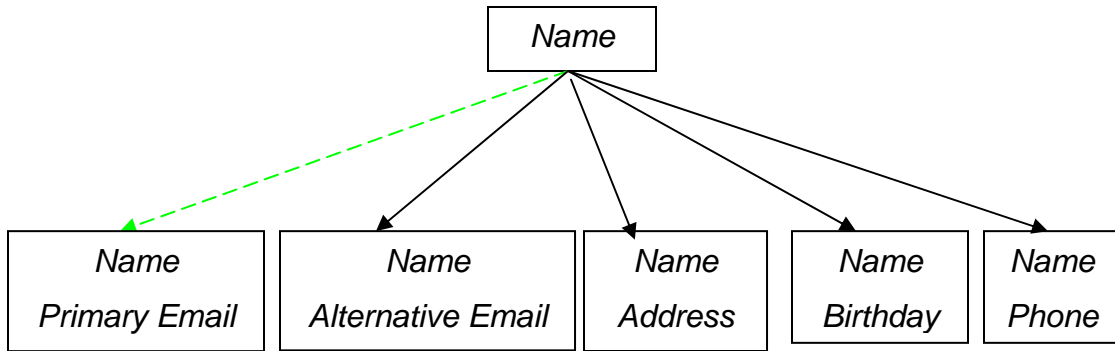 Name
Name
Primary Email
Name
Alternative Email
Name
Address
Name
Birthday
Name
Phone